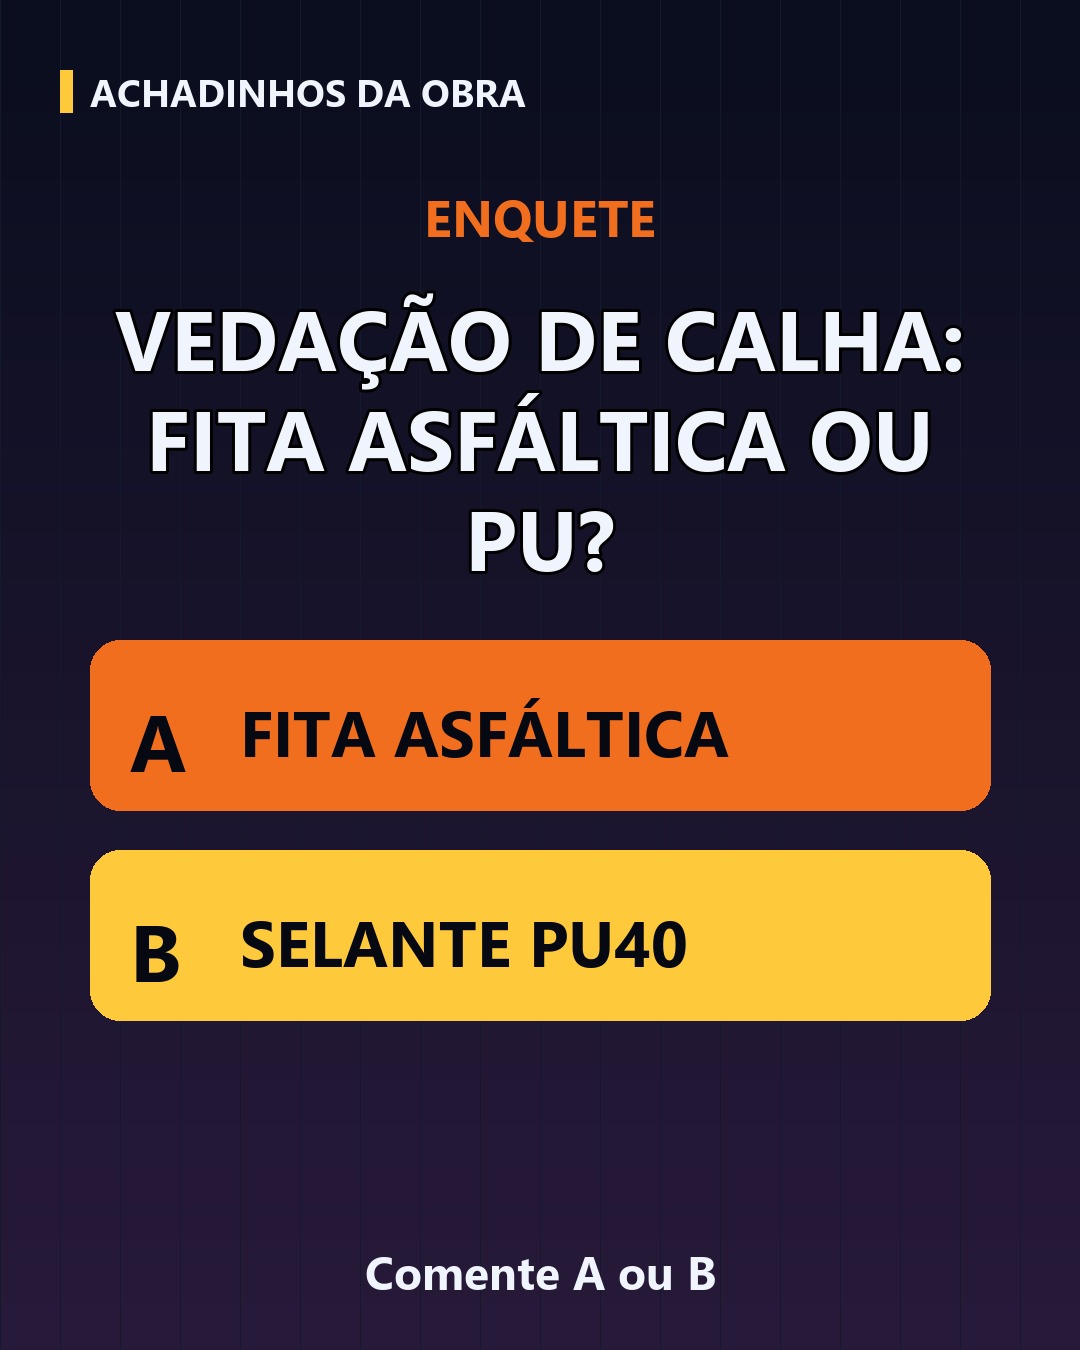 ACHADINHOS DA OBRA
ENQUETE
VEDAÇÃO DE CALHA:
FITA ASFÁLTICA OU
PU?
A FITA ASFÁLTICA
B SELANTE PU40
Comente A ou B